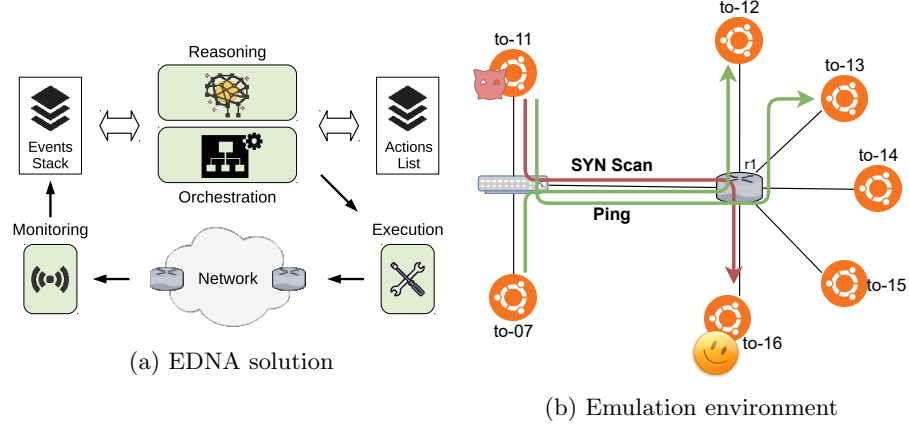 Reasoning
Events
Stack
Actions
List
Orchestration
Monitoring
Network
Execution
(a) EDNA solution
to-12
to-11
to-13
SYN Scan
r1
to-14
Ping
to-15
to-07
to-16
(b) Emulation environment